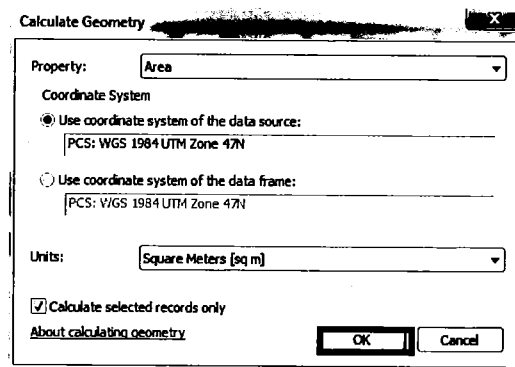 Calculate Geometry
Property: Area
Coordinate System
Use coordinate system of the data source:
PCS: WGS 1984 UTM Zone 47N
Use coordinate system of the data frame:
PCS: WGS 1984 UTM Zone 47N
Units: Square Meters [sq m]
Calculate selected records only
About calculating geometry OK Cancel